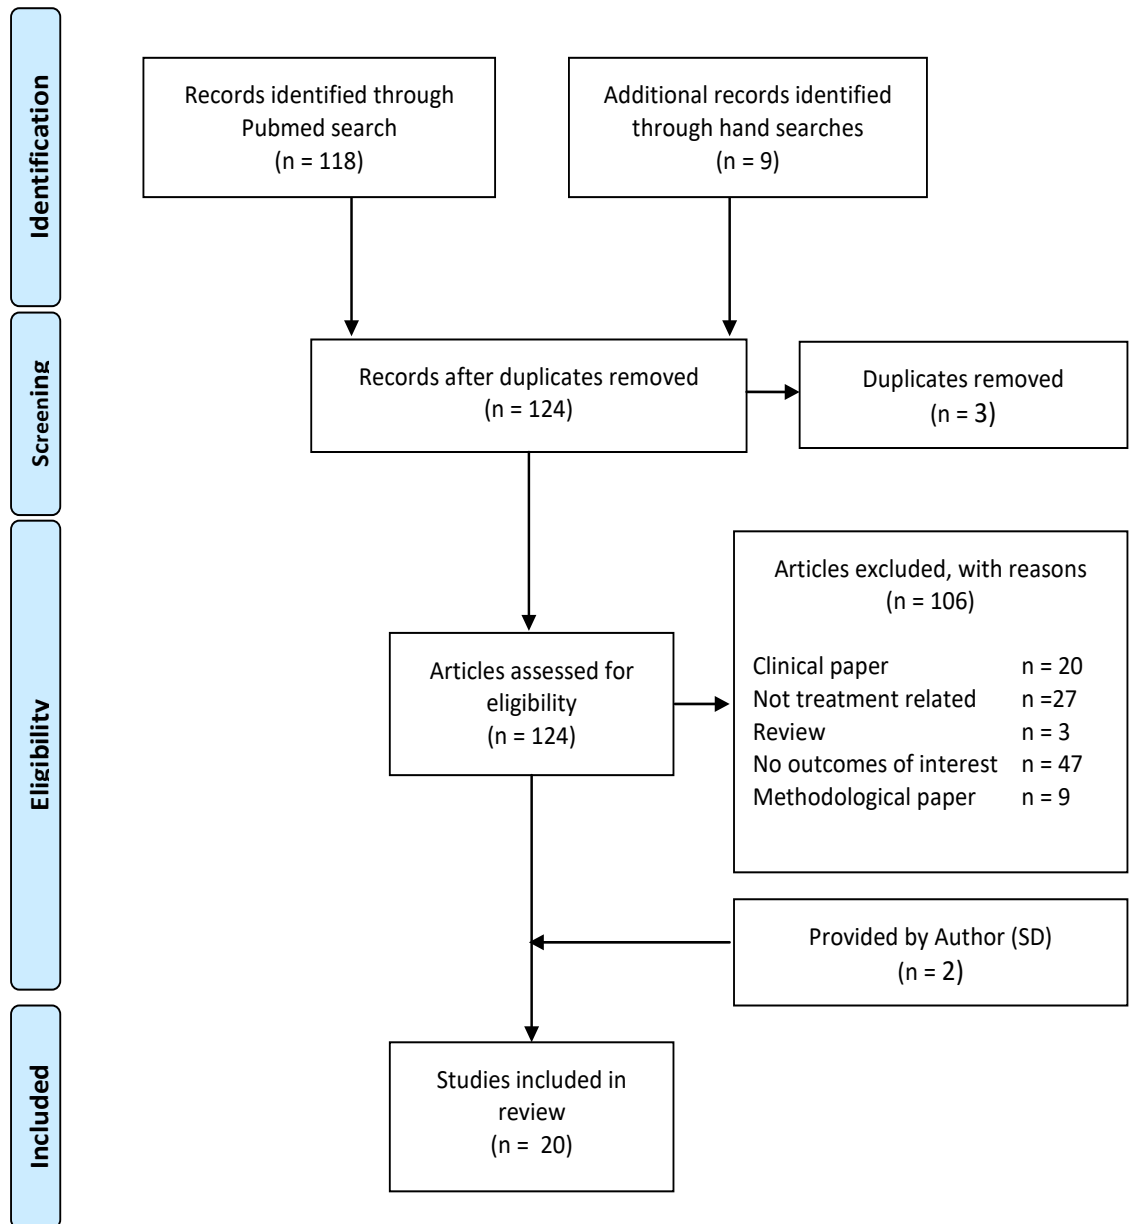 Identification
Records identified through
Pubmed search
(n = 118)
Additional records identified
through hand searches
(n = 9)
Screening
Records after duplicates removed
(n = 124)
Duplicates removed
(n = 3)
Eligibility
Articles assessed for
eligibility
(n = 124)
Articles excluded, with reasons
(n = 106)
Clinical paper n = 20
Not treatment related n =27
Review n = 3
No outcomes of interest n = 47
Methodological paper n = 9
Provided by Author (SD)
(n = 2)
Included
Studies included in
review
(n = 20)